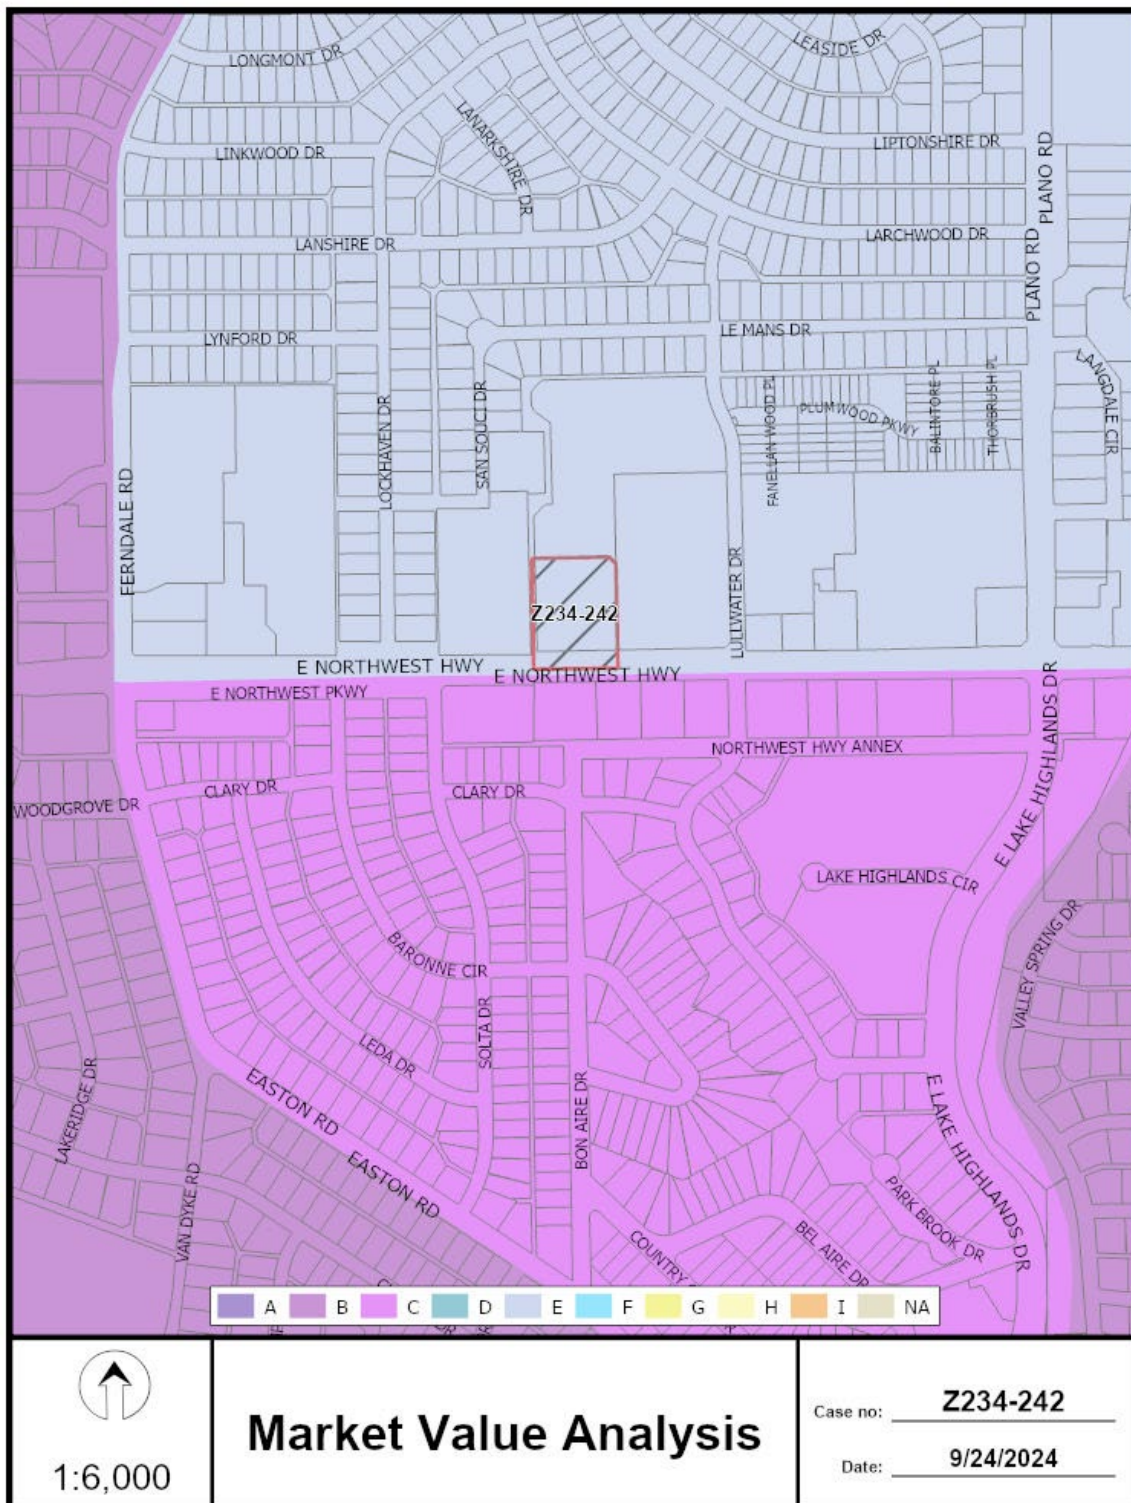 LONGMONT DR
LEASIDE DR
LANARKSHIRE DR
LINKWOOD DR
LIPTONSHIRE DR
PLANO RD
LANSHIRE DR
LARCHWOOD DR
PLANO RD
LYNFORD DR
LE MANS DR
LANGDALE CIR
SAN SOUCI DR
LOCKHAVEN DR
FANELLAN WOOD PL
PLUMWOOD PKWY
BALINTORE PL
THORBRUSH PL
FERNDALE RD
LULLWATER DR
Z234-242
E NORTHWEST HWY
E NORTHWEST HWY
E NORTHWEST PKWY
NORTHWEST HWY ANNEX
E LAKE HIGHLANDS DR
WOODGROVE DR
CLARY DR
CLARY DR
LAKE HIGHLANDS CIR
VALLEY SPRING DR
BARONNE CIR
SOLTA DR
LEDA DR
LAKERIDGE DR
EASTON RD
BON AIRE DR
E LAKE HIGHLANDS DR
EASTON RD
VAN DYKE RD
PARK BROOK DR
BEL AIRE DR
COUNTRY
A B C D E F G H I NA
1:6,000
Market Value Analysis
Case no: Z234-242
Date: 9/24/2024